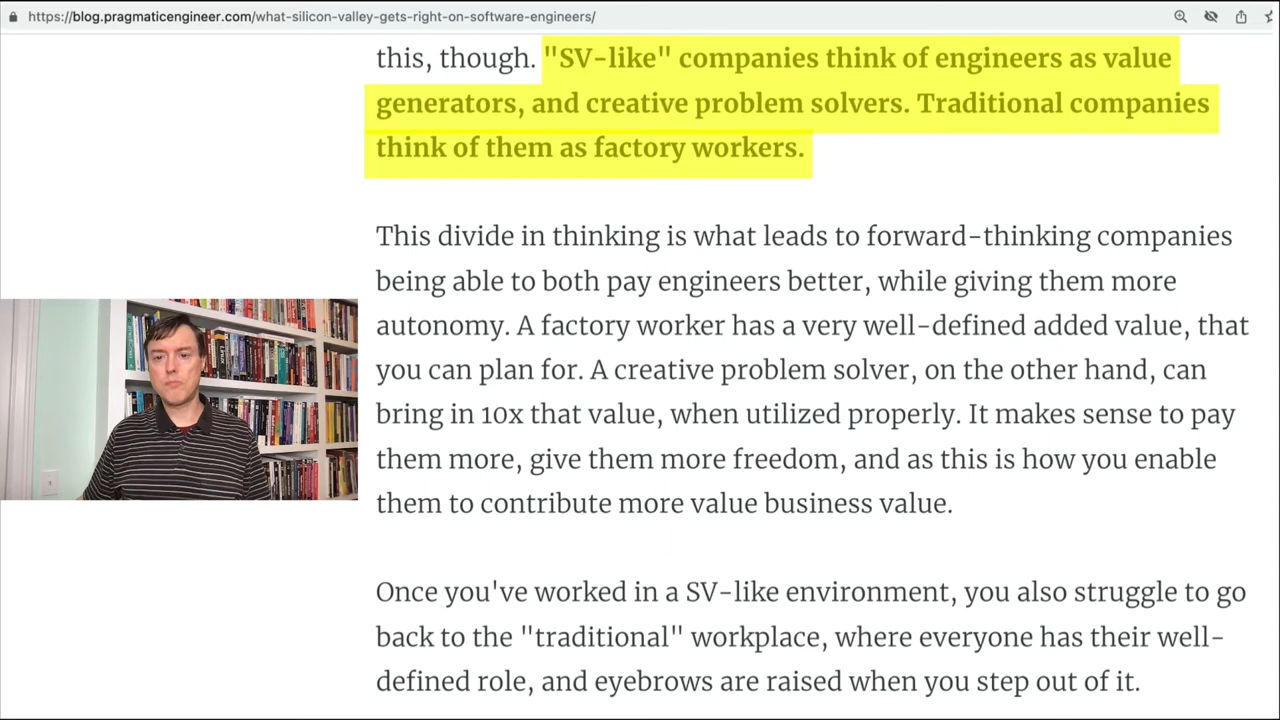 https://blog.pragmaticengineer.com/what-silicon-valley-gets-right-on-software-engineers/
this, though. "SV-like" companies think of engineers as value
generators, and creative problem solvers. Traditional companies
think of them as factory workers.
This divide in thinking is what leads to forward-thinking companies
being able to both pay engineers better, while giving them more
autonomy. A factory worker has a very well-defined added value, that
you can plan for. A creative problem solver, on the other hand, can
bring in 10x that value, when utilized properly. It makes sense to pay
them more, give them more freedom, and as this is how you enable
them to contribute more value business value.
Once you've worked in a SV-like environment, you also struggle to go
back to the "traditional" workplace, where everyone has their well-
defined role, and eyebrows are raised when you step out of it.